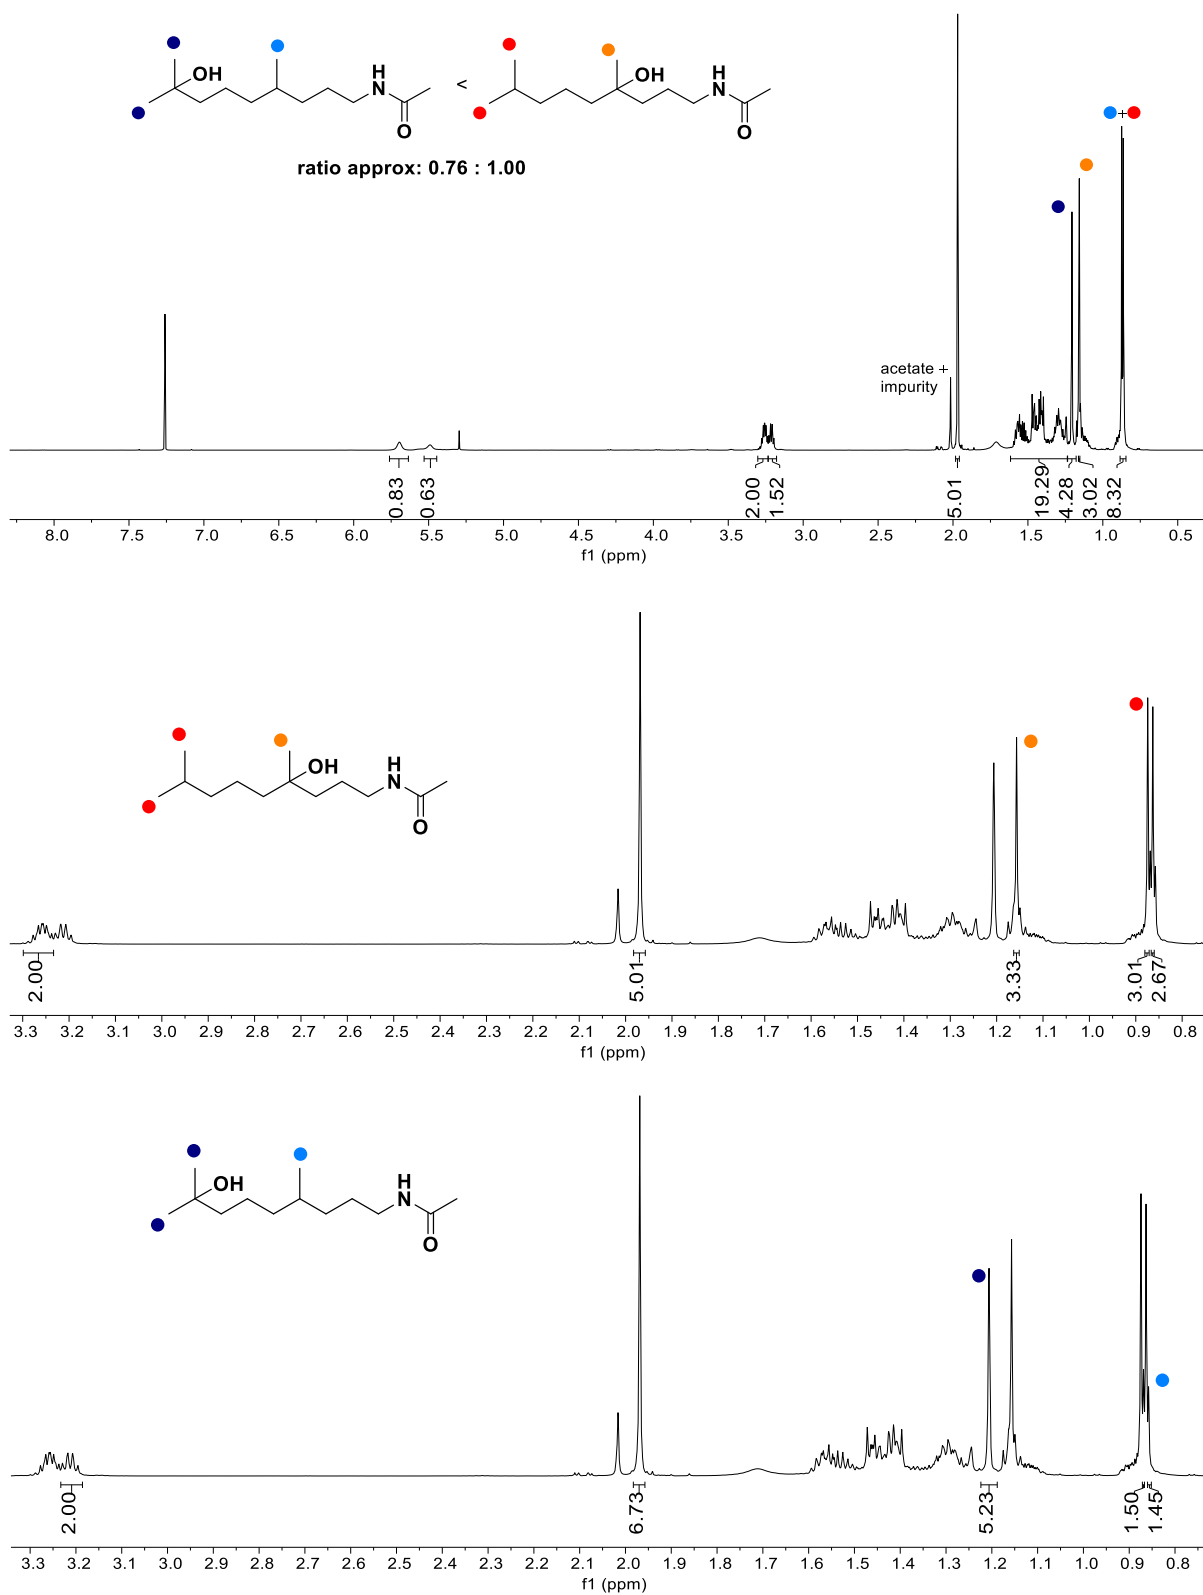 OH H N O < OH H N O
ratio approx: 0.76 : 1.00
+
acetate +
impurity
0.83 0.63 2.00 1.52 5.01 19.29 4.28 3.02 8.32
8.0 7.5 7.0 6.5 6.0 5.5 5.0 4.5 4.0 3.5 3.0 2.5 2.0 1.5 1.0 0.5
f1 (ppm)
OH H N O
2.00 5.01 3.33 3.01 2.67
3.3 3.2 3.1 3.0 2.9 2.8 2.7 2.6 2.5 2.4 2.3 2.2 2.1 2.0 1.9 1.8 1.7 1.6 1.5 1.4 1.3 1.2 1.1 1.0 0.9 0.8
f1 (ppm)
OH H N O
2.00 6.73 5.23 1.50 1.45
3.3 3.2 3.1 3.0 2.9 2.8 2.7 2.6 2.5 2.4 2.3 2.2 2.1 2.0 1.9 1.8 1.7 1.6 1.5 1.4 1.3 1.2 1.1 1.0 0.9 0.8
f1 (ppm)